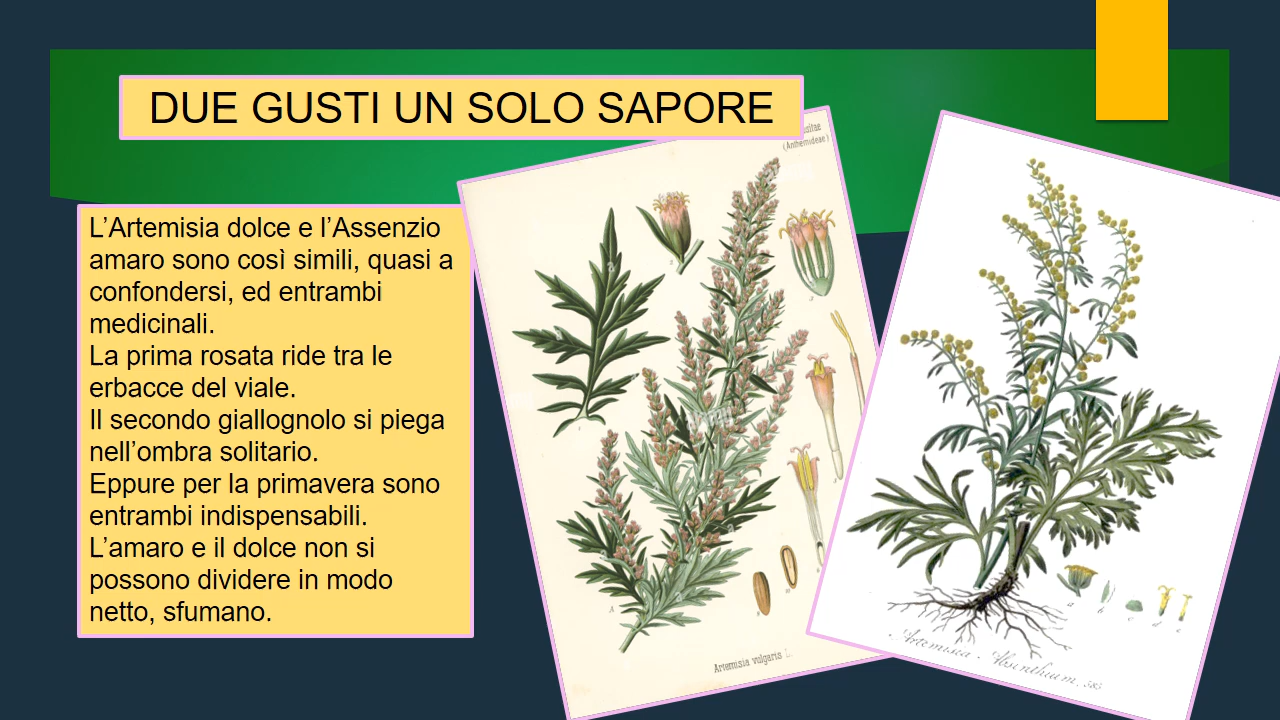 DUE GUSTI UN SOLO SAPORE
L’Artemisia dolce e l’Assenzio
amaro sono così simili, quasi a
confondersi, ed entrambi
medicinali.
La prima rosata ride tra le
erbacce del viale.
Il secondo giallognolo si piega
nell’ombra solitario.
Eppure per la primavera sono
entrambi indispensabili.
L’amaro e il dolce non si
possono dividere in modo
netto, sfumano.
(Anthemideae)
Artemisia vulgaris L.
Artemisia Absinthium.